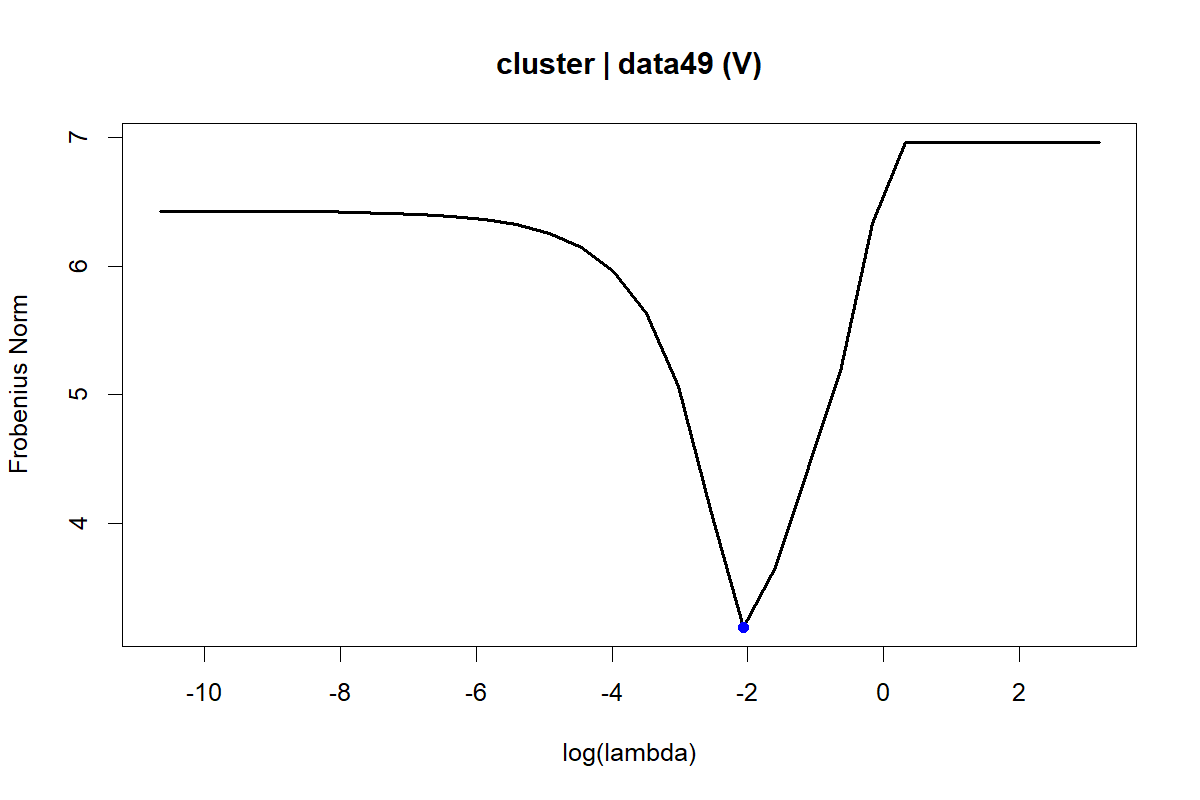 cluster | data49 (V)
7
6
5
4
Frobenius Norm
-10 -8 -6 -4 -2 0 2
log(lambda)